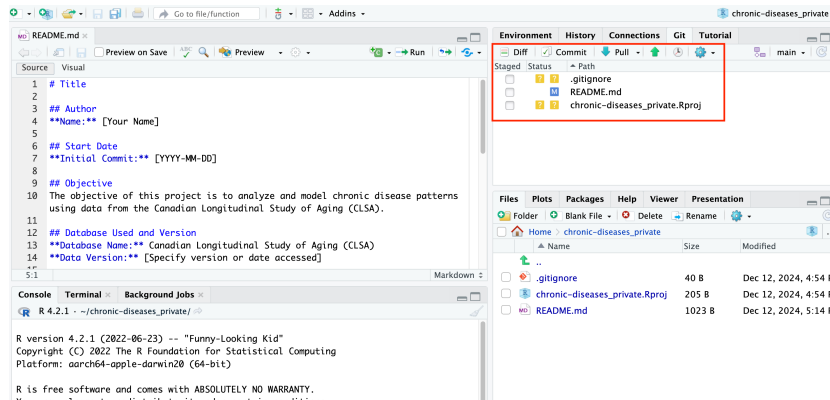 Go to file/function
Addins
chronic-diseases_private
README.md
Preview on Save
ABC
Preview
Run
Source
Visual
1 # Title
2
3 ## Author
4 **Name:** [Your Name]
5
6 ## Start Date
7 **Initial Commit:** [YYYY-MM-DD]
8
9 ## Objective
10 The objective of this project is to analyze and model chronic disease patterns
using data from the Canadian Longitudinal Study of Aging (CLSA).
11
12 ## Database Used and Version
13 **Database Name:** Canadian Longitudinal Study of Aging (CLSA)
14 **Data Version:** [Specify version or date accessed]
15
5:1
Markdown
Console Terminal Background Jobs
R 4.2.1 · ~/chronic-diseases_private/
R version 4.2.1 (2022-06-23) -- "Funny-Looking Kid"
Copyright (C) 2022 The R Foundation for Statistical Computing
Platform: aarch64-apple-darwin20 (64-bit)
R is free software and comes with ABSOLUTELY NO WARRANTY.
Environment History Connections Git Tutorial
Diff Commit Pull main
Staged Status Path
? ? .gitignore
M README.md
? ? chronic-diseases_private.Rproj
Files Plots Packages Help Viewer Presentation
Folder Blank File Delete Rename
Home chronic-diseases_private
Name Size Modified
..
.gitignore 40 B Dec 12, 2024, 4:54
chronic-diseases_private.Rproj 205 B Dec 12, 2024, 4:54
MD README.md 1023 B Dec 12, 2024, 5:14